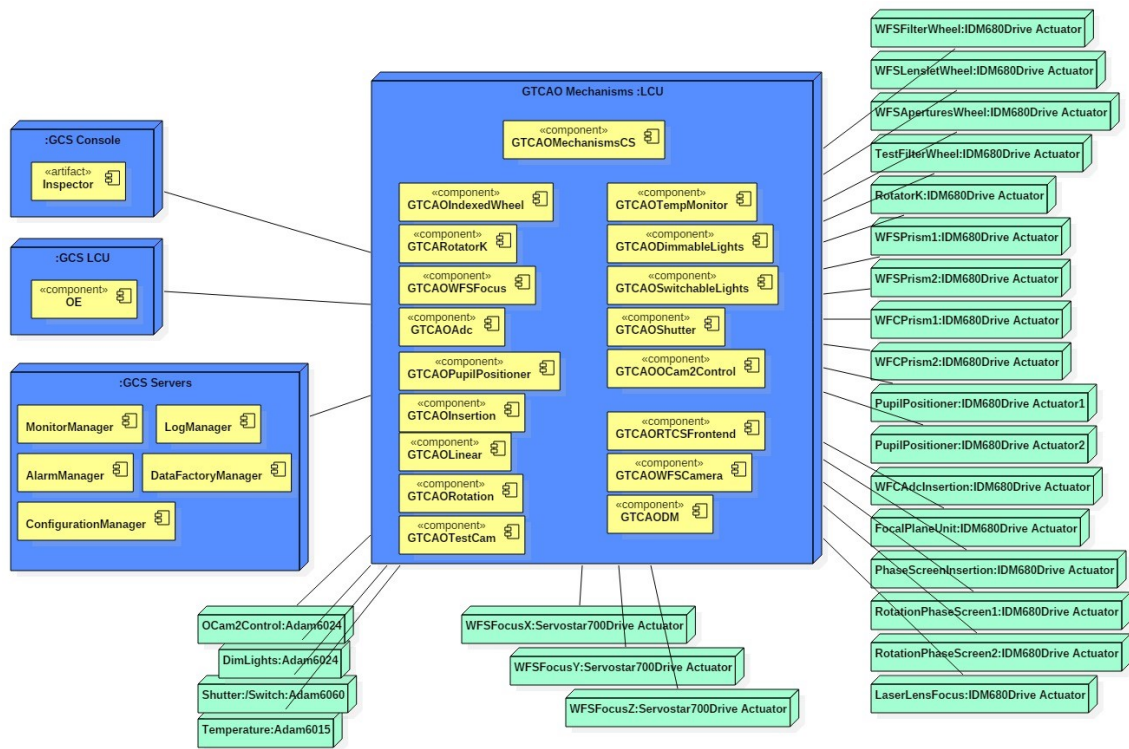 :GCS Console
«artifact»
Inspector
:GCS LCU
«component»
OE
:GCS Servers
MonitorManager
LogManager
AlarmManager
DataFactoryManager
ConfigurationManager
GTCAO Mechanisms :LCU
«component»
GTCAOMechanismsCS
«component»
GTCAOIndexedWheel
«component»
GTCARotatorK
«component»
GTCAOWFSFocus
«component»
GTCAOAdc
«component»
GTCAOPupilPositioner
«component»
GTCAOInsertion
«component»
GTCAOLinear
«component»
GTCAORotation
«component»
GTCAOTestCam
«component»
GTCAOTempMonitor
«component»
GTCAODimmableLights
«component»
GTCAOSwitchableLights
«component»
GTCAOShutter
«component»
GTCAOOCam2Control
«component»
GTCAORTCSFrontend
«component»
GTCAOWFSCamera
«component»
GTCAODM
WFSFilterWheel:IDM680Drive Actuator
WFSLensletWheel:IDM680Drive Actuator
WFSAperturesWheel:IDM680Drive Actuator
TestFilterWheel:IDM680Drive Actuator
RotatorK:IDM680Drive Actuator
WFSPrism1:IDM680Drive Actuator
WFSPrism2:IDM680Drive Actuator
WFCPrism1:IDM680Drive Actuator
WFCPrism2:IDM680Drive Actuator
PupilPositioner:IDM680Drive Actuator1
PupilPositioner:IDM680Drive Actuator2
WFCAdcInsertion:IDM680Drive Actuator
FocalPlaneUnit:IDM680Drive Actuator
PhaseScreenInsertion:IDM680Drive Actuator
RotationPhaseScreen1:IDM680Drive Actuator
RotationPhaseScreen2:IDM680Drive Actuator
LaserLensFocus:IDM680Drive Actuator
OCam2Control:Adam6024
DimLights:Adam6024
Shutter:/Switch:Adam6060
Temperature:Adam6015
WFSFocusX:Servostar700Drive Actuator
WFSFocusY:Servostar700Drive Actuator
WFSFocusZ:Servostar700Drive Actuator